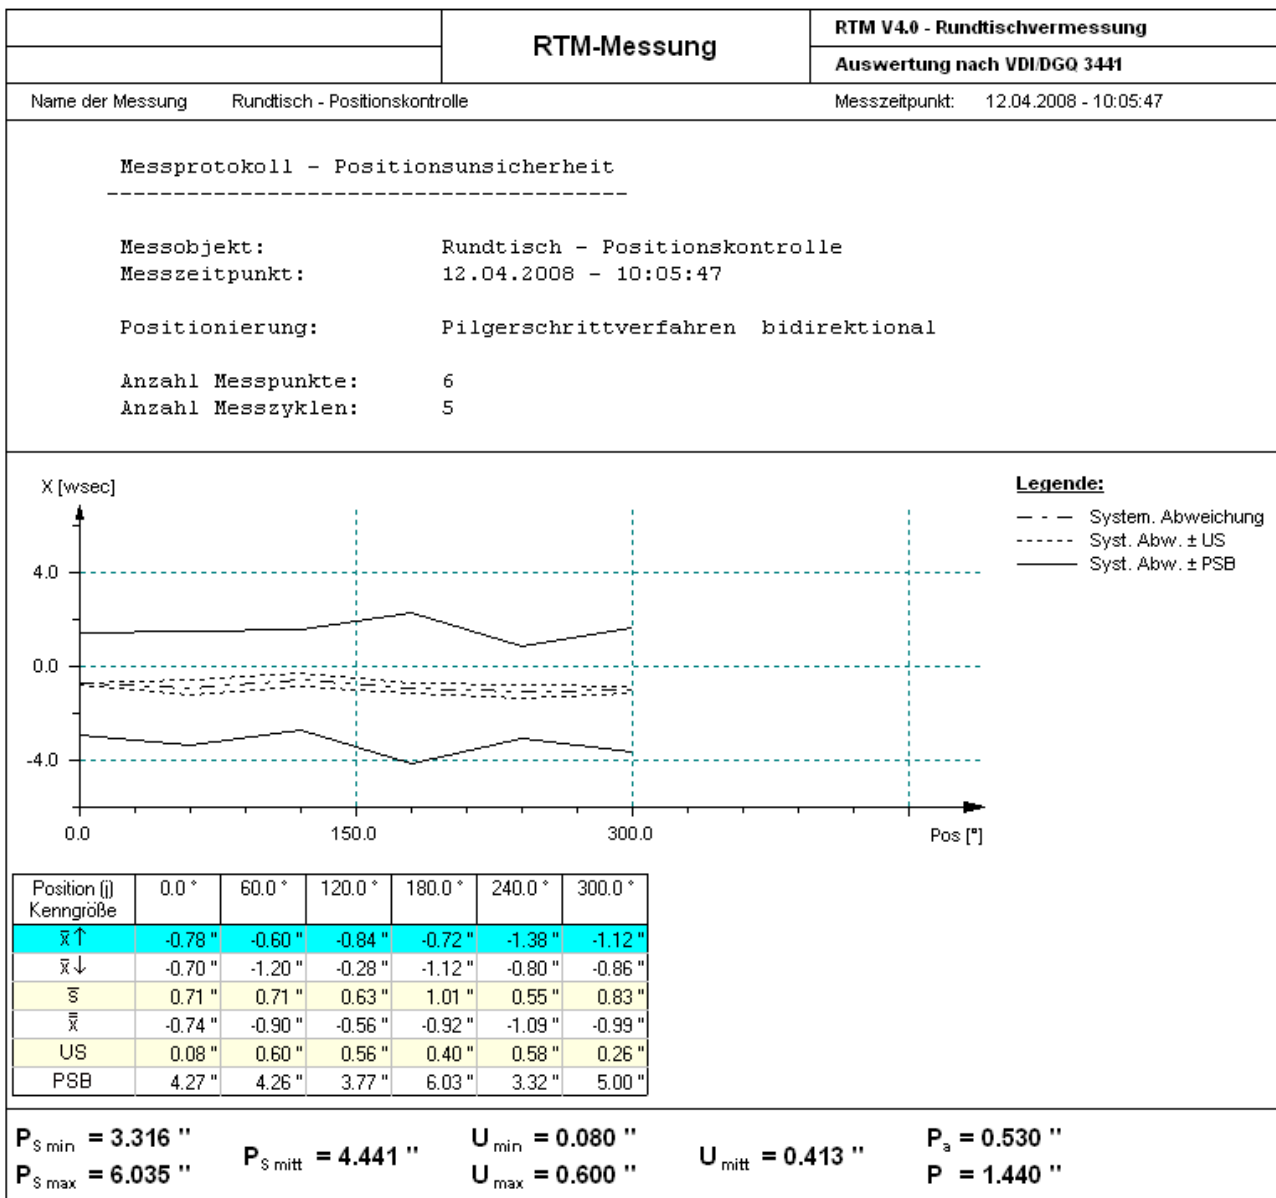 RTM-Messung
RTM V4.0 - Rundtischvermessung
Auswertung nach VDI/DGQ 3441
Name der Messung Rundtisch - Positionskontrolle Messzeitpunkt: 12.04.2008 - 10:05:47
Messprotokoll - Positionsunsicherheit
---------------------------------------
Messobjekt: Rundtisch - Positionskontrolle
Messzeitpunkt: 12.04.2008 - 10:05:47
Positionierung: Pilgerschrittverfahren bidirektional
Anzahl Messpunkte: 6
Anzahl Messzyklen: 5
X [wsec]
4.0
0.0
-4.0
0.0 150.0 300.0 Pos [°]
Legende:
System. Abweichung
Syst. Abw. ± US
Syst. Abw. ± PSB
Position (j) 0.0 ° 60.0 ° 120.0 ° 180.0 ° 240.0 ° 300.0 °
Kenngröße
x̄↑ -0.78 " -0.60 " -0.84 " -0.72 " -1.38 " -1.12 "
x̄↓ -0.70 " -1.20 " -0.28 " -1.12 " -0.80 " -0.86 "
s̄ 0.71 " 0.71 " 0.63 " 1.01 " 0.55 " 0.83 "
x̿ -0.74 " -0.90 " -0.56 " -0.92 " -1.09 " -0.99 "
US 0.08 " 0.60 " 0.56 " 0.40 " 0.58 " 0.26 "
PSB 4.27 " 4.26 " 3.77 " 6.03 " 3.32 " 5.00 "
P S min = 3.316 "
P S max = 6.035 "
P S mitt = 4.441 "
U min = 0.080 "
U max = 0.600 "
U mitt = 0.413 "
P a = 0.530 "
P = 1.440 "